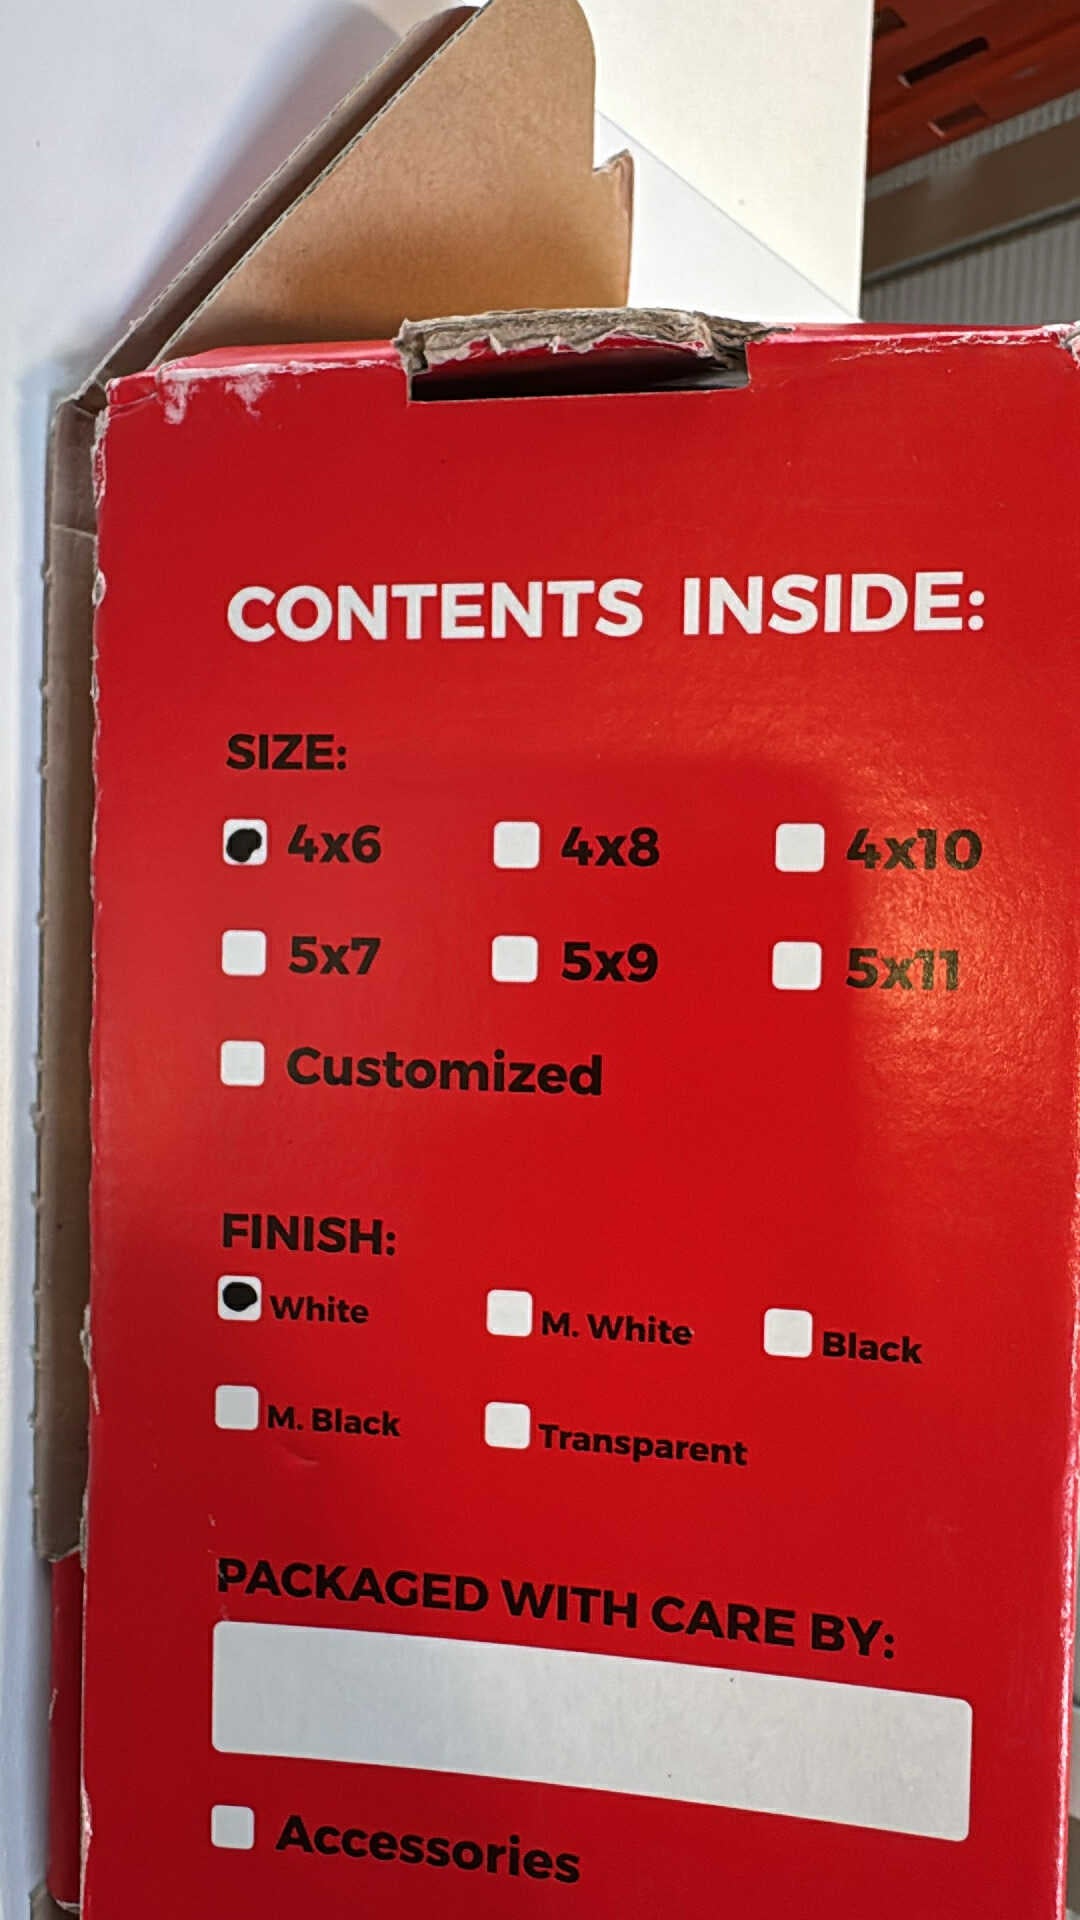 CONTENTS INSIDE:
SIZE:
4x6 4x8 4x10
5x7 5x9 5x11
Customized
FINISH:
White M. White Black
M. Black Transparent
PACKAGED WITH CARE BY:
Accessories